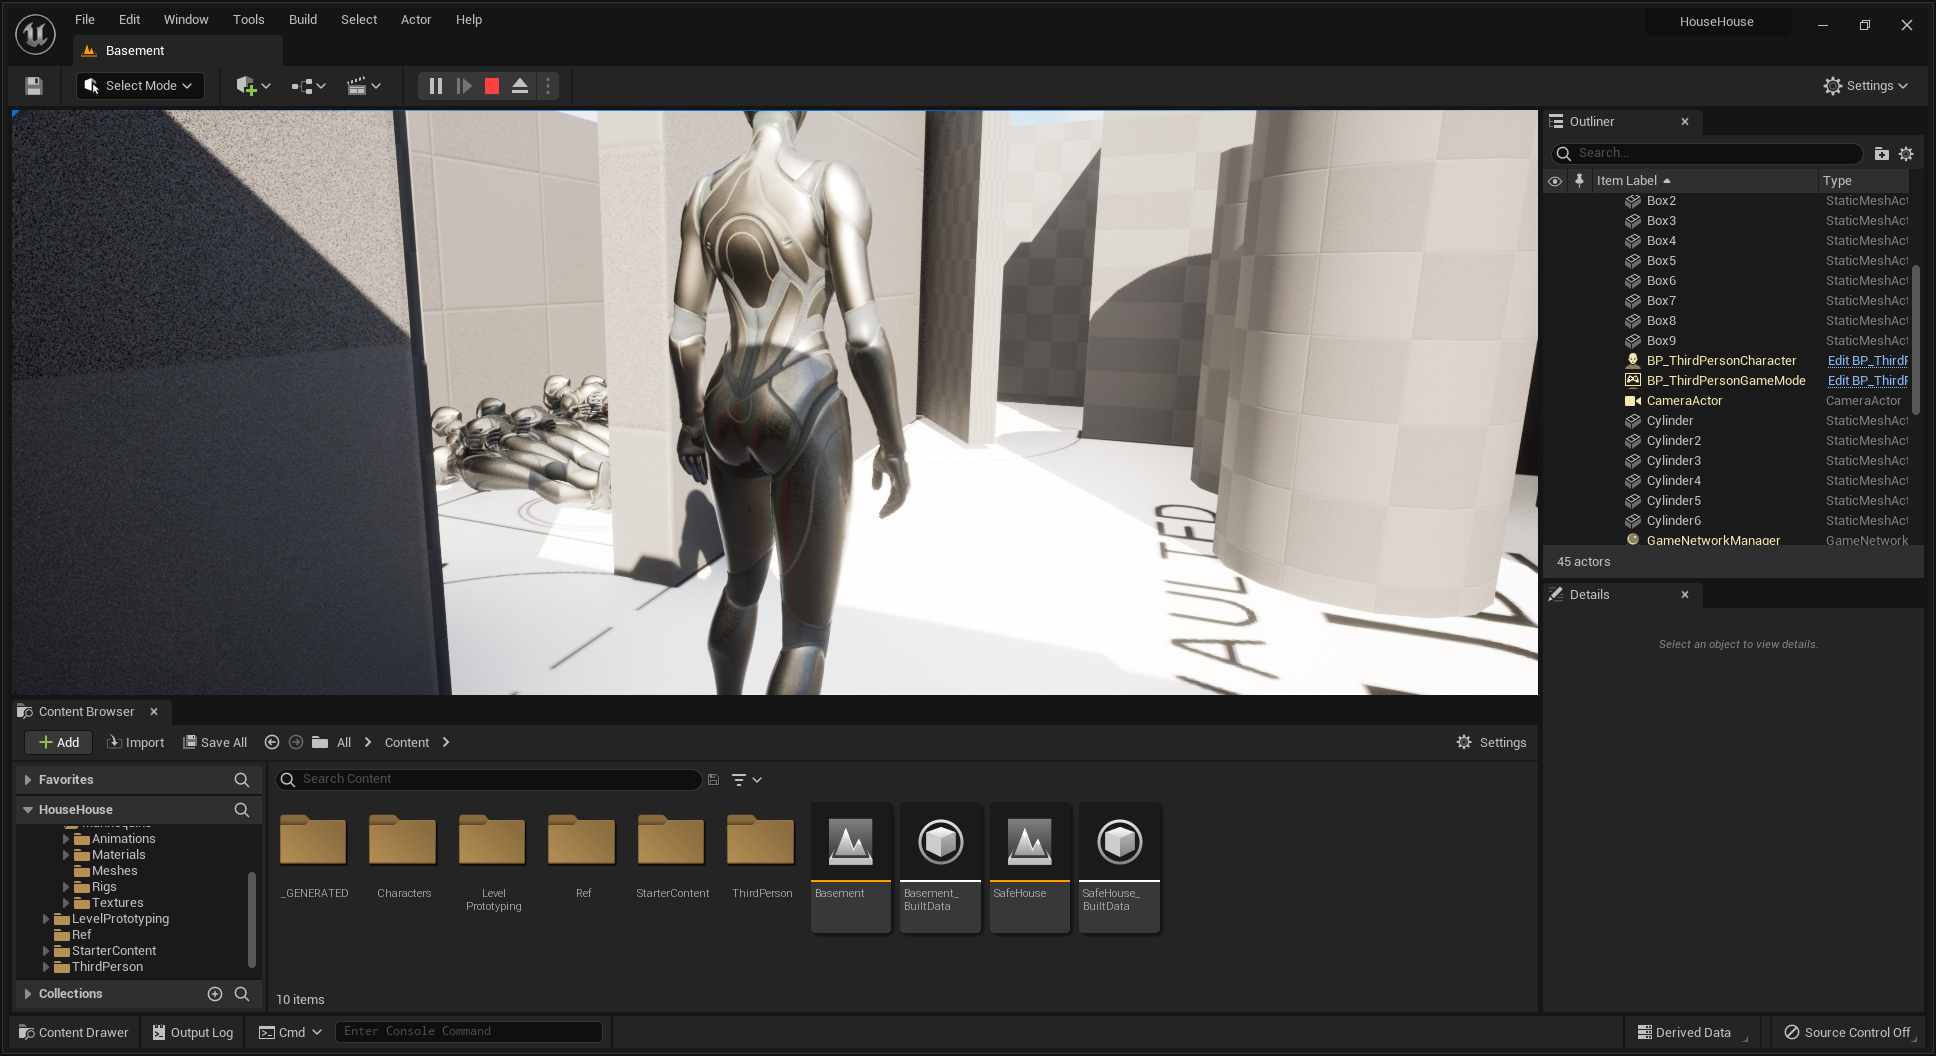 File Edit Window Tools Build Select Actor Help
HouseHouse
Basement
Select Mode
Settings
Outliner
Search...
Item Label Type
Box2 StaticMeshAct
Box3 StaticMeshAct
Box4 StaticMeshAct
Box5 StaticMeshAct
Box6 StaticMeshAct
Box7 StaticMeshAct
Box8 StaticMeshAct
Box9 StaticMeshAct
BP_ThirdPersonCharacter Edit BP_ThirdP
BP_ThirdPersonGameMode Edit BP_ThirdP
CameraActor CameraActor
Cylinder StaticMeshAct
Cylinder2 StaticMeshAct
Cylinder3 StaticMeshAct
Cylinder4 StaticMeshAct
Cylinder5 StaticMeshAct
Cylinder6 StaticMeshAct
GameNetworkManager GameNetwork
45 actors
Details
Select an object to view details.
AULTED
Content Browser
Add Import Save All All Content Settings
Favorites
HouseHouse
Mannequins
Animations
Materials
Meshes
Rigs
Textures
LevelPrototyping
Ref
StarterContent
ThirdPerson
Collections
Search Content
_GENERATED
Characters
Level
Prototyping
Ref
StarterContent
ThirdPerson
Basement
Basement_
BuiltData
SafeHouse
SafeHouse_
BuiltData
10 items
Content Drawer Output Log Cmd Enter Console Command Derived Data Source Control Off